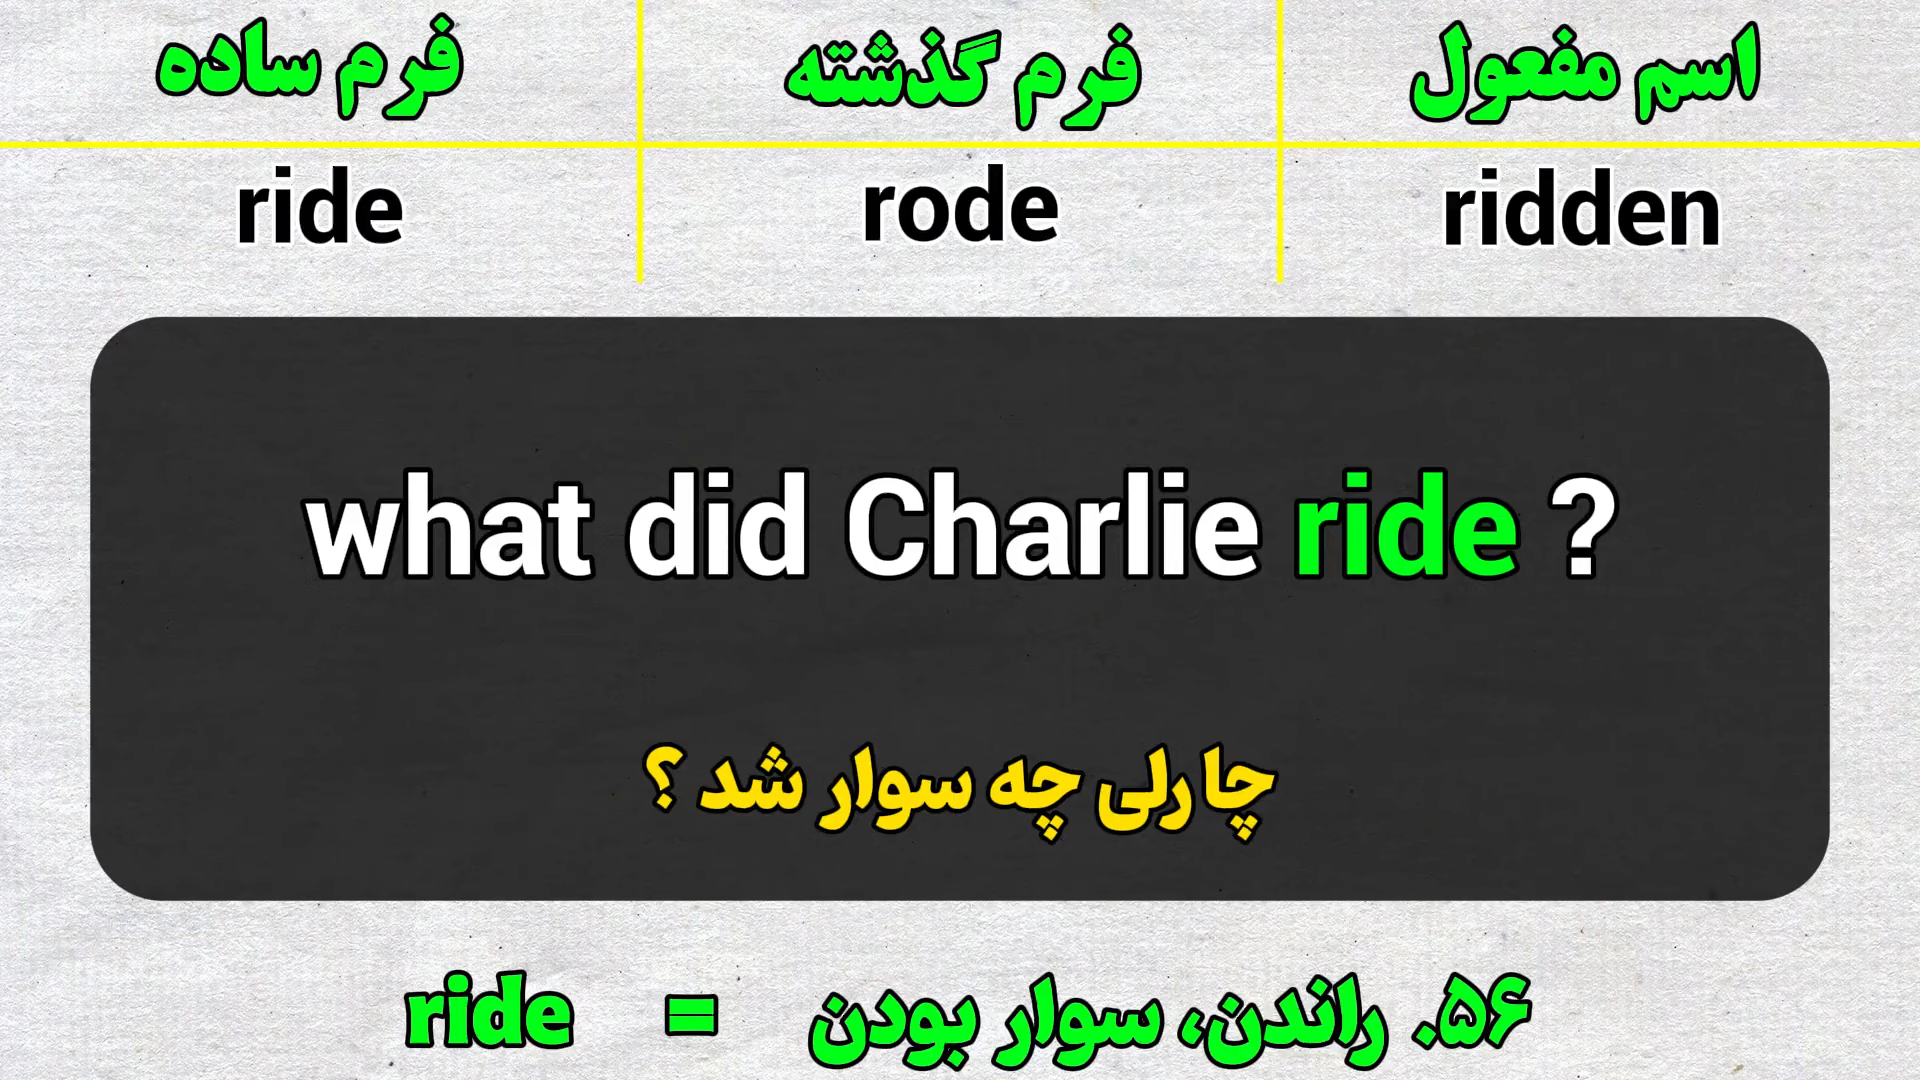 فرم ساده فرم گذشته اسم مفعول
ride rode ridden
what did Charlie ride ?
چارلی چه سوار شد ؟
۵۶. راندن، سوار بودن = ride